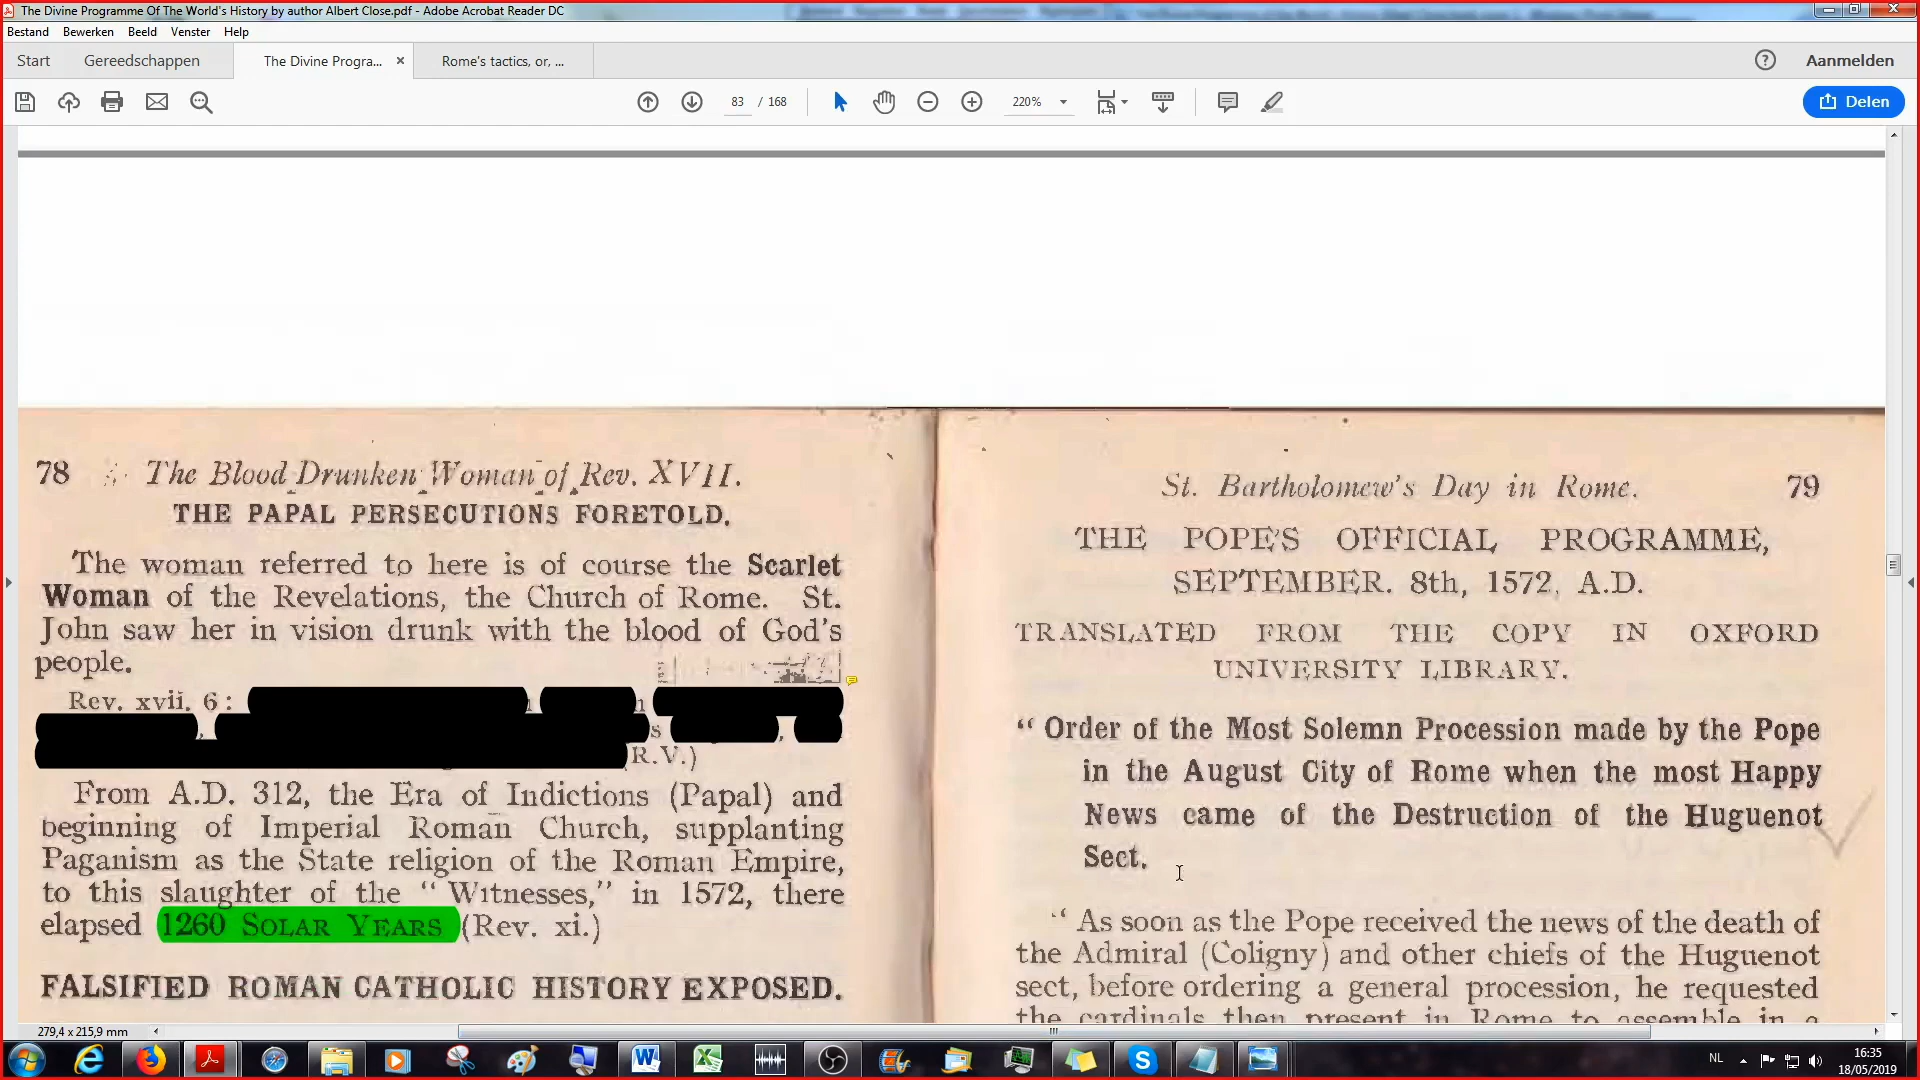 The Divine Programme Of The World's History by author Albert Close.pdf - Adobe Acrobat Reader DC
Bestand Bewerken Beeld Venster Help
Start Gereedschappen The Divine Progra... × Rome's tactics, or, ... Aanmelden
83 / 168 220% Delen
78 The Blood Drunken Woman of Rev. XVII.
THE PAPAL PERSECUTIONS FORETOLD.
The woman referred to here is of course the Scarlet
Woman of the Revelations, the Church of Rome. St.
John saw her in vision drunk with the blood of God's
people.
Rev. xvii. 6:
(R.V.)
From A.D. 312, the Era of Indictions (Papal) and
beginning of Imperial Roman Church, supplanting
Paganism as the State religion of the Roman Empire,
to this slaughter of the "Witnesses," in 1572, there
elapsed 1260 SOLAR YEARS (Rev. xi.)
FALSIFIED ROMAN CATHOLIC HISTORY EXPOSED.
St. Bartholomew's Day in Rome. 79
THE POPE'S OFFICIAL PROGRAMME,
SEPTEMBER. 8th, 1572, A.D.
TRANSLATED FROM THE COPY IN OXFORD
UNIVERSITY LIBRARY.
"Order of the Most Solemn Procession made by the Pope
in the August City of Rome when the most Happy
News came of the Destruction of the Huguenot
Sect.
"As soon as the Pope received the news of the death of
the Admiral (Coligny) and other chiefs of the Huguenot
sect, before ordering a general procession, he requested
the cardinals then present in Rome to assemble in a
279,4 x 215,9 mm
NL 16:35
18/05/2019